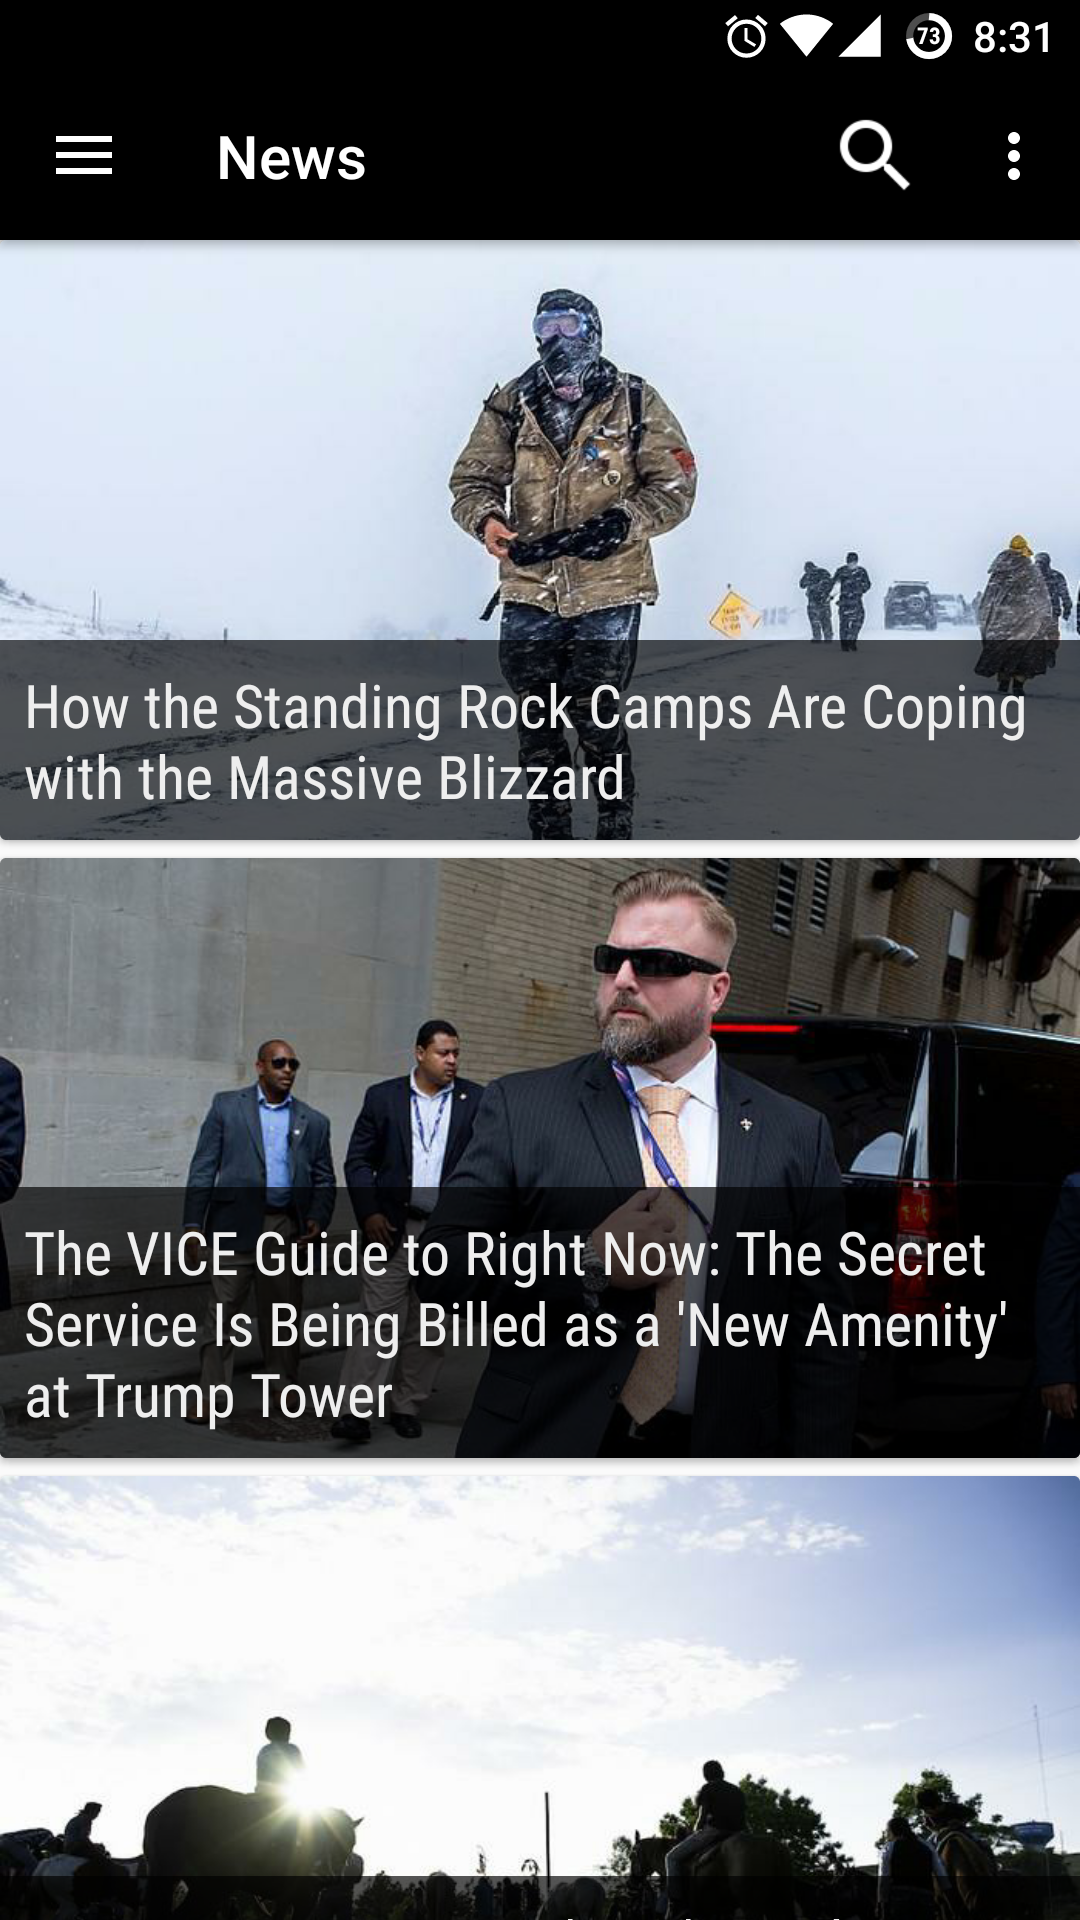 73 8:31
News
How the Standing Rock Camps Are Coping
with the Massive Blizzard
The VICE Guide to Right Now: The Secret
Service Is Being Billed as a 'New Amenity'
at Trump Tower